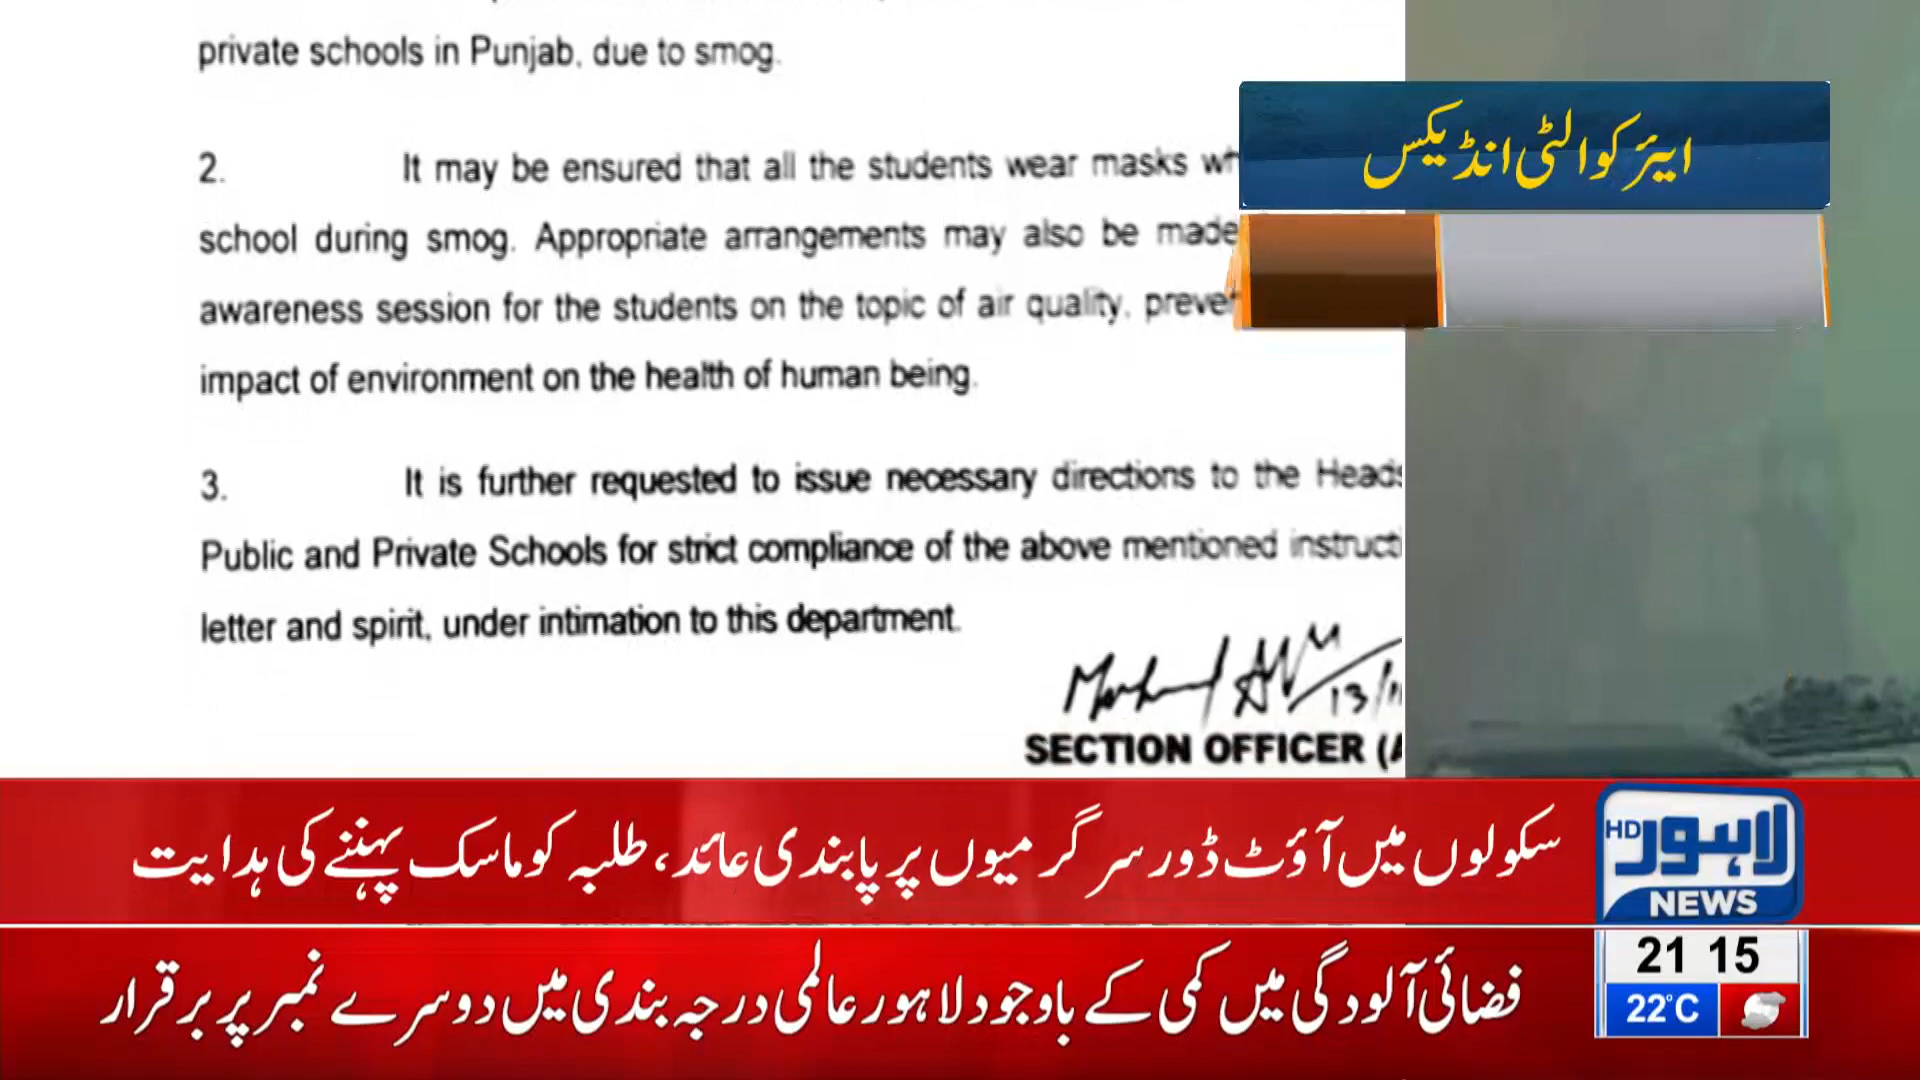 private schools in Punjab, due to smog.
ایئر کوالٹی انڈیکس
2. It may be ensured that all the students wear masks
school during smog. Appropriate arrangements may also be made
awareness session for the students on the topic of air quality,
impact of environment on the health of human being.
3. It is further requested to issue necessary directions to the Heads
Public and Private Schools for strict compliance of the above mentioned
letter and spirit, under intimation to this department.
13/11
SECTION OFFICER (A
سکولوں میں آؤٹ ڈور سرگرمیوں پر پابندی عائد، طلبہ کو ماسک پہننے کی ہدایت
لاہور HD
NEWS
فضائی آلودگی میں کمی کے باوجود لاہور عالمی درجہ بندی میں دوسرے نمبر پر برقرار
21 15
22°C